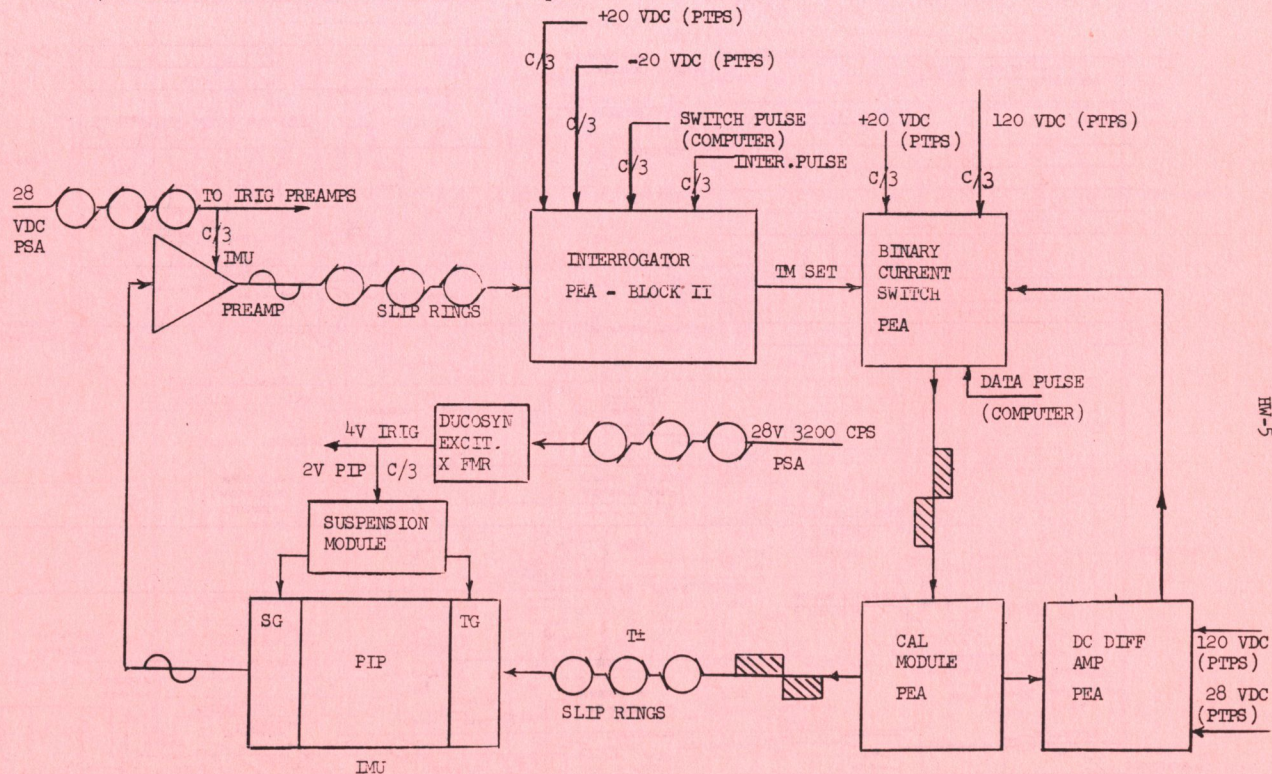 +20 VDC (PTPS)
C/3
-20 VDC (PTPS)
C/3
SWITCH PULSE
(COMPUTER)
C/3
INTER.PULSE
C/3
+20 VDC
(PTPS)
C/3
120 VDC (PTPS)
C/3
28
VDC
PSA
TO IRIG PREAMPS
C/3
IMU
PREAMP
SLIP RINGS
INTERROGATOR
PEA - BLOCK II
TM SET
BINARY
CURRENT
SWITCH
PEA
DATA PULSE
(COMPUTER)
HW-5
4V IRIG
2V PIP
C/3
DUCOSYN
EXCIT.
X FMR
28V 3200 CPS
PSA
SUSPENSION
MODULE
SG
PIP
TG
IMU
T±
SLIP RINGS
CAL
MODULE
PEA
DC DIFF
AMP
PEA
120 VDC
(PTPS)
28 VDC
(PTPS)